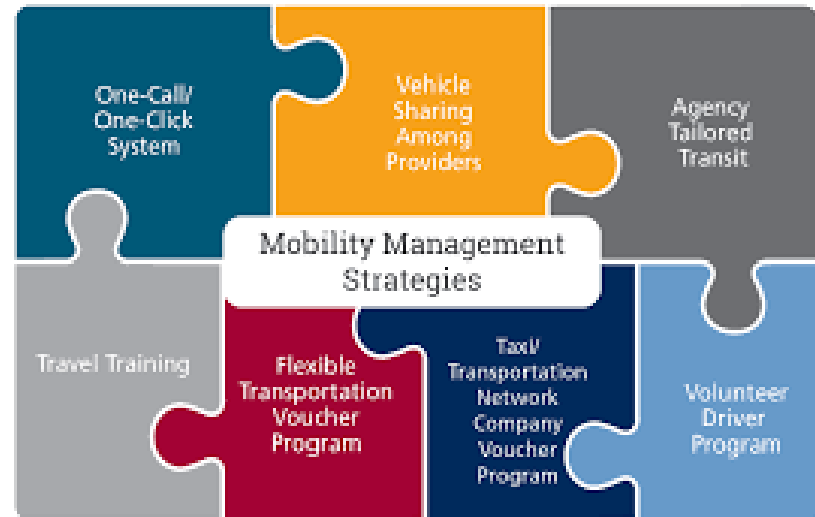 One-Call/
One-Click
System
Vehicle
Sharing
Among
Providers
Agency
Tailored
Transit
Mobility Management
Strategies
Travel Training
Flexible
Transportation
Voucher
Program
Taxi/
Transportation
Network
Company
Voucher
Program
Volunteer
Driver
Program